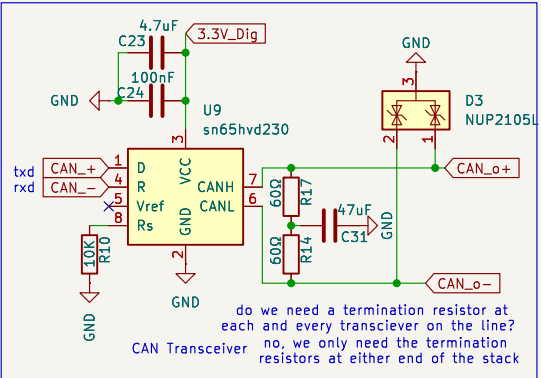 4.7uF
C23
3.3V_Dig
100nF
C24
GND
U9
sn65hvd230
GND
3
D3
NUP2105L
2
1
3
VCC
txd
CAN_+
1
D
rxd
CAN_-
4
R
5
Vref
8
Rs
CANH
7
CANL
6
GND
2
GND
10K
R10
GND
60Ω
R17
47uF
C31
GND
60Ω
R14
CAN_o+
CAN_o-
do we need a termination resistor at
each and every transciever on the line?
CAN Transceiver
no, we only need the termination
resistors at either end of the stack